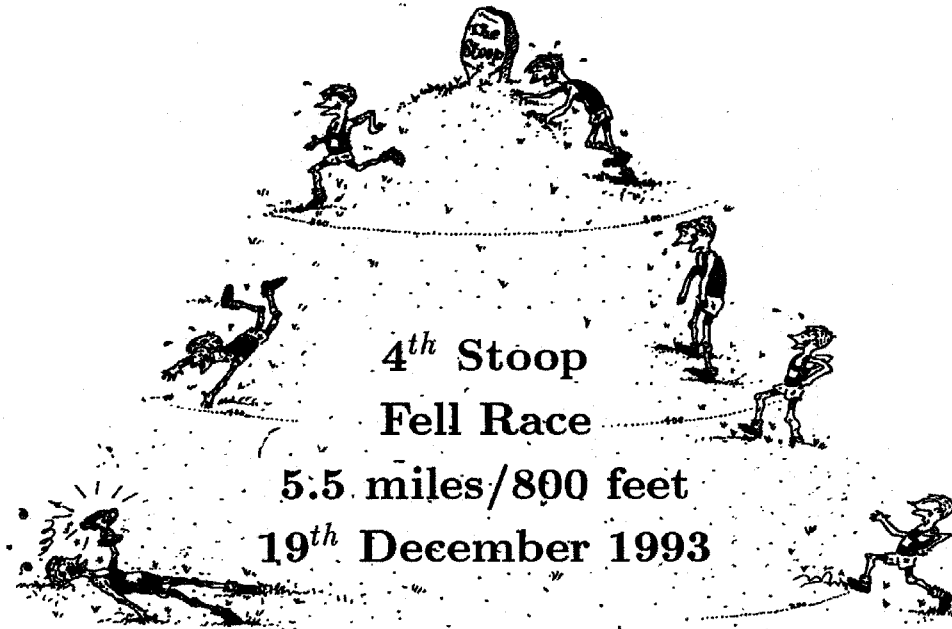 The
Stoop
4th Stoop
Fell Race
5.5 miles/800 feet
19th December 1993